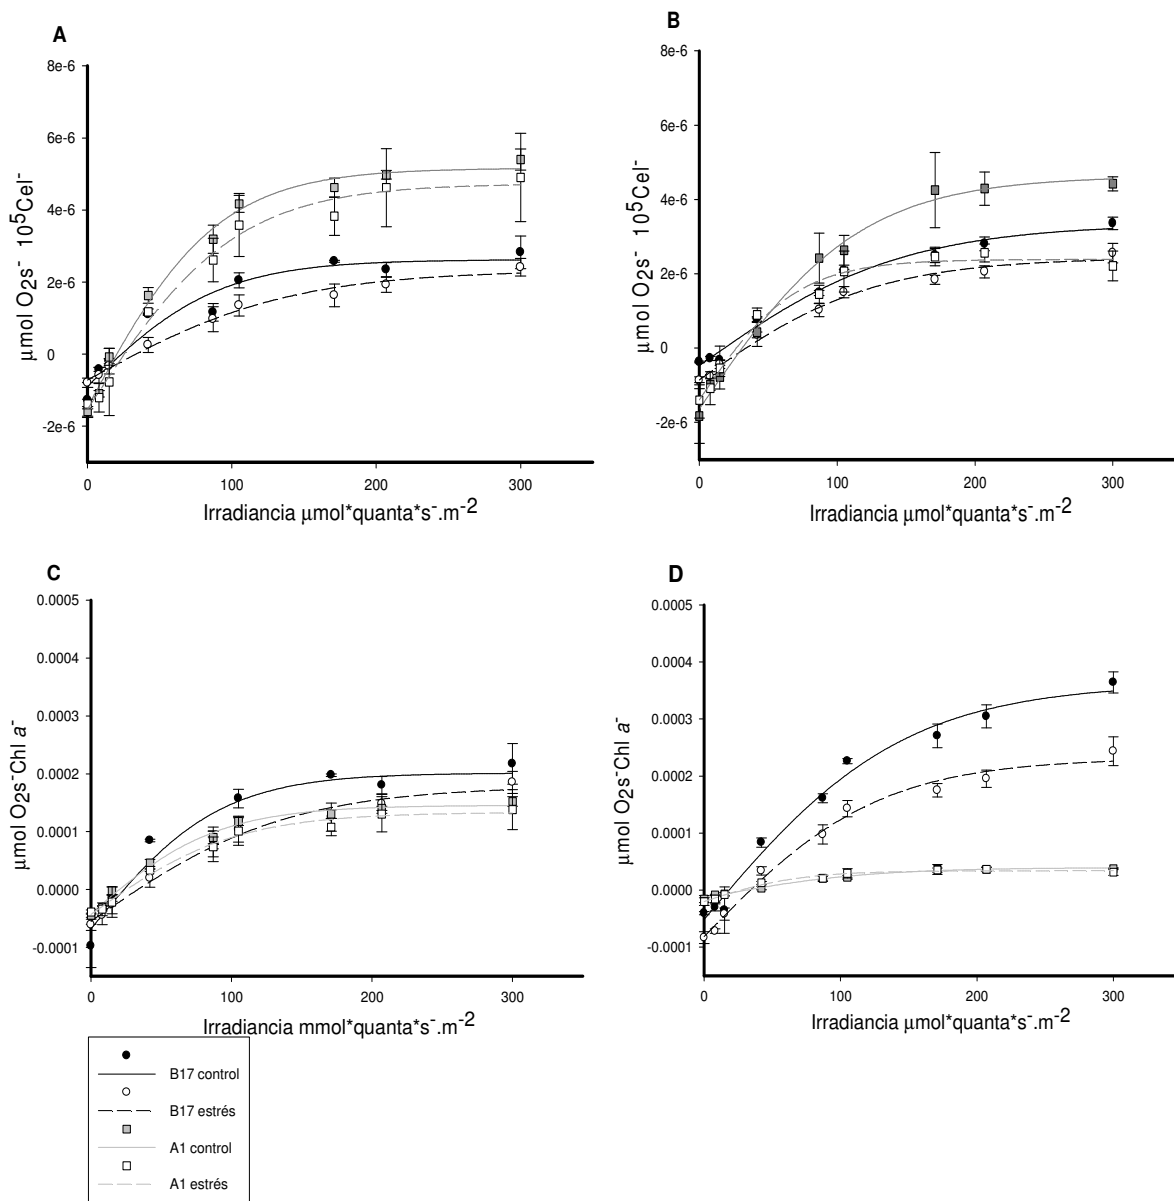 A
8e-6
6e-6
4e-6
2e-6
0
-2e-6
µmol O2s⁻ 10⁵Cel⁻
0 100 200 300
Irradiancia µmol*quanta*s⁻.m⁻²
B
8e-6
6e-6
4e-6
2e-6
0
-2e-6
µmol O2s⁻ 10⁵Cel⁻
0 100 200 300
Irradiancia µmol*quanta*s⁻.m⁻²
C
0.0005
0.0004
0.0003
0.0002
0.0001
0.0000
-0.0001
µmol O2s⁻Chl a⁻
0 100 200 300
Irradiancia mmol*quanta*s⁻.m⁻²
D
0.0005
0.0004
0.0003
0.0002
0.0001
0.0000
-0.0001
µmol O2s⁻Chl a⁻
0 100 200 300
Irradiancia µmol*quanta*s⁻.m⁻²
B17 control
B17 estrés
A1 control
A1 estrés